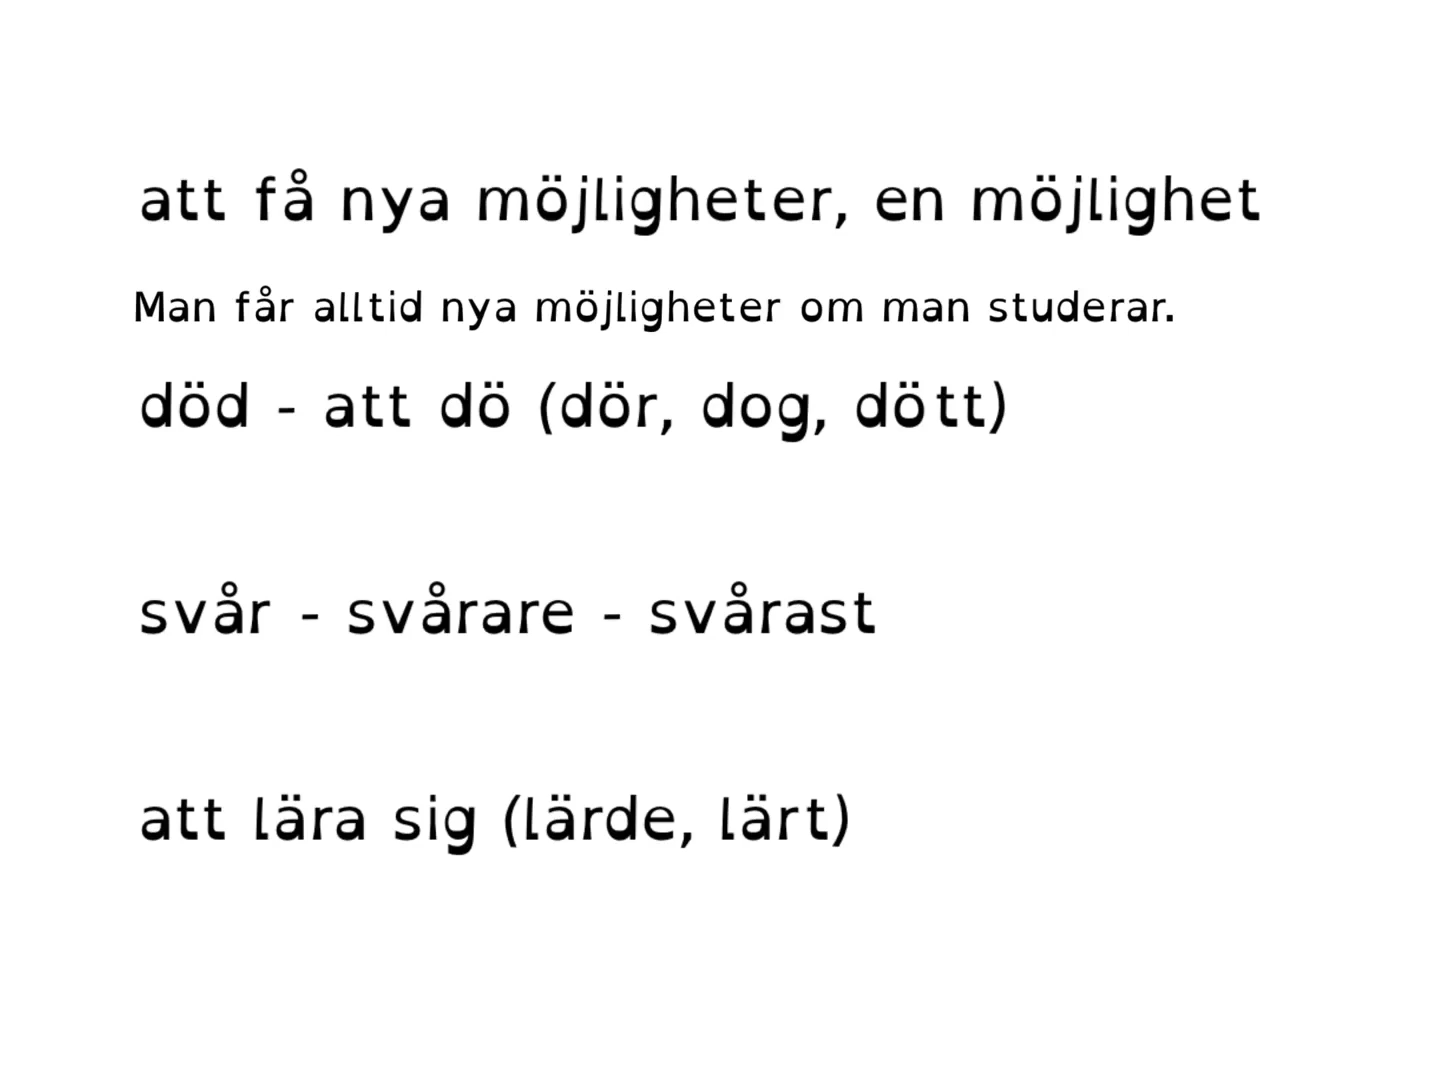 att få nya möjligheter, en möjlighet
Man får alltid nya möjligheter om man studerar.
död - att dö (dör, dog, dött)
svår - svårare - svårast
att lära sig (lärde, lärt)